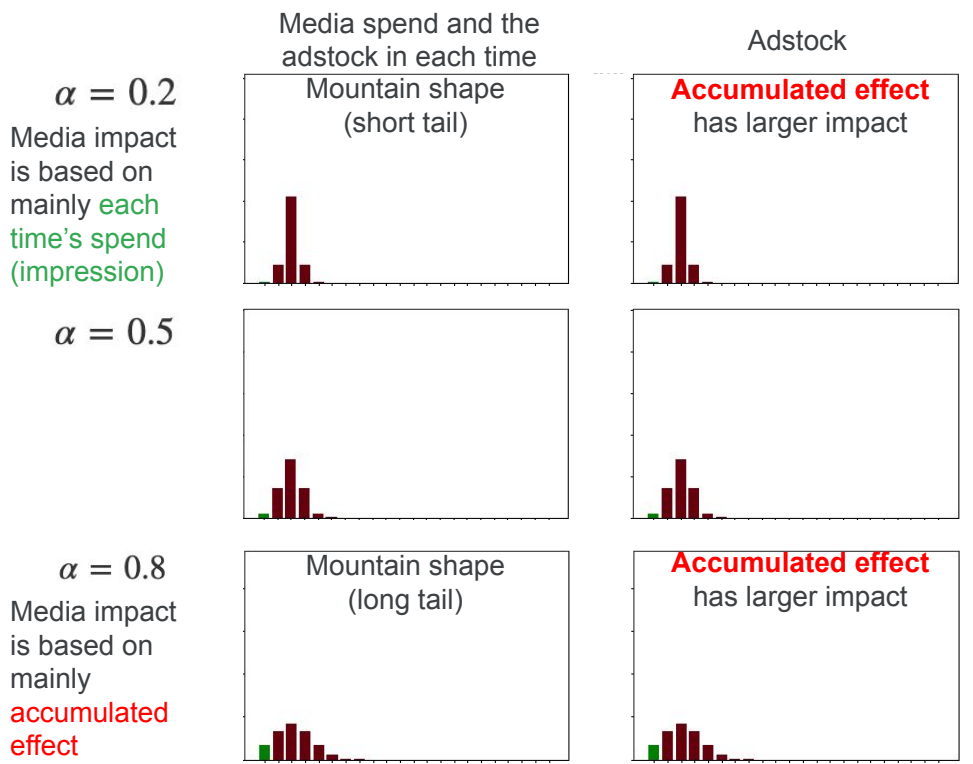 Media spend and the
adstock in each time
Adstock
α = 0.2
Media impact
is based on
mainly each
time's spend
(impression)
Mountain shape
(short tail)
Accumulated effect
has larger impact
α = 0.5
α = 0.8
Media impact
is based on
mainly
accumulated
effect
Mountain shape
(long tail)
Accumulated effect
has larger impact